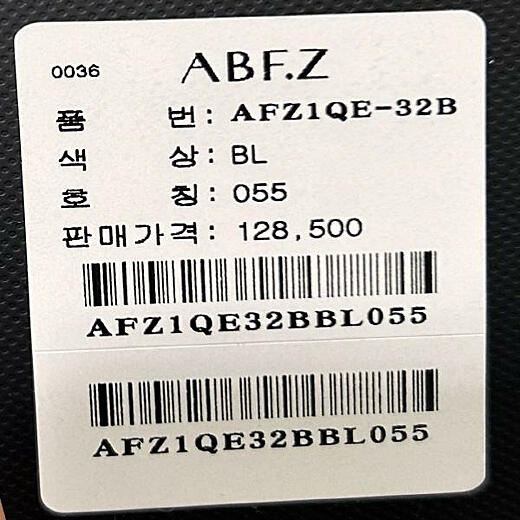 0036 ABF.Z
품 번: AFZ1QE-32B
색 상: BL
호 칭: 055
판매가격: 128,500
AFZ1QE32BBL055
AFZ1QE32BBL055